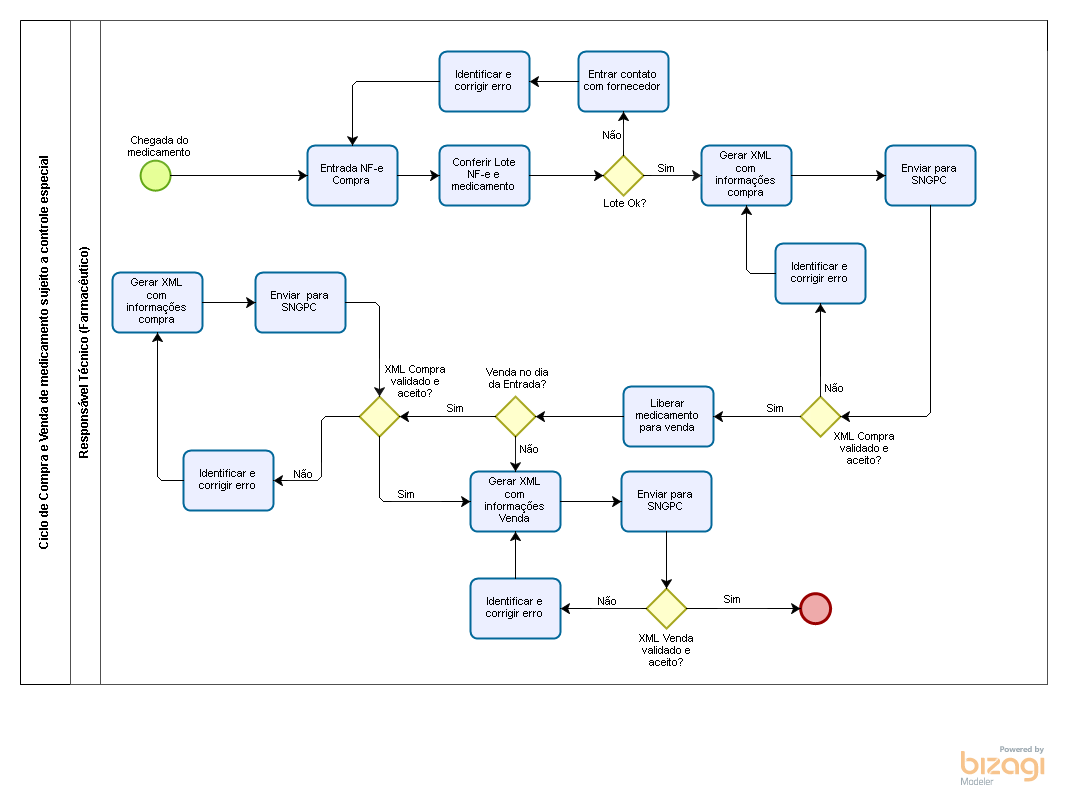 Ciclo de Compra e Venda de medicamento sujeito a controle especial
Responsável Técnico (Farmacêutico)
Chegada do
medicamento
Entrada NF-e
Compra
Identificar e
corrigir erro
Entrar contato
com fornecedor
Conferir Lote
NF-e e
medicamento
Não
Lote Ok?
Sim
Gerar XML
com
informações
compra
Enviar para
SNGPC
Identificar e
corrigir erro
Não
XML Compra
validado e
aceito?
Sim
Liberar
medicamento
para venda
Venda no dia
da Entrada?
Sim
Não
XML Compra
validado e
aceito?
Gerar XML
com
informações
compra
Enviar para
SNGPC
Identificar e
corrigir erro
Não
Sim
Gerar XML
com
informações
Venda
Enviar para
SNGPC
Identificar e
corrigir erro
Não
XML Venda
validado e
aceito?
Sim
Powered by
bizagi
Modeler